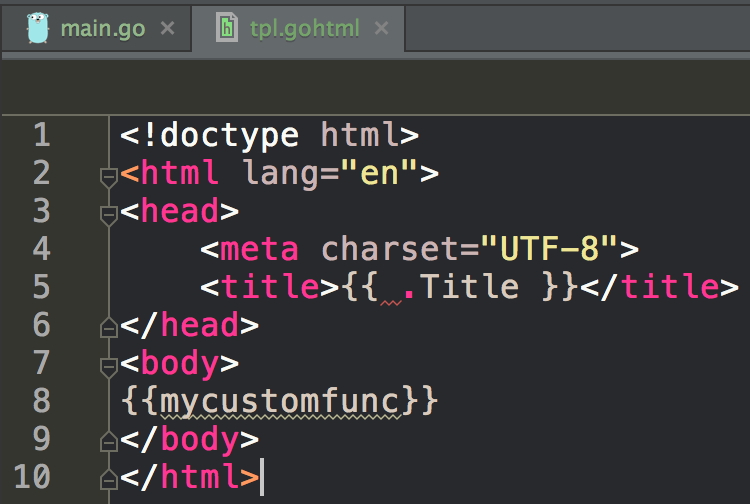 main.go × tpl.gohtml ×
1 <!doctype html>
2 <html lang="en">
3 <head>
4     <meta charset="UTF-8">
5     <title>{{ .Title }}</title>
6 </head>
7 <body>
8 {{mycustomfunc}}
9 </body>
10 </html>